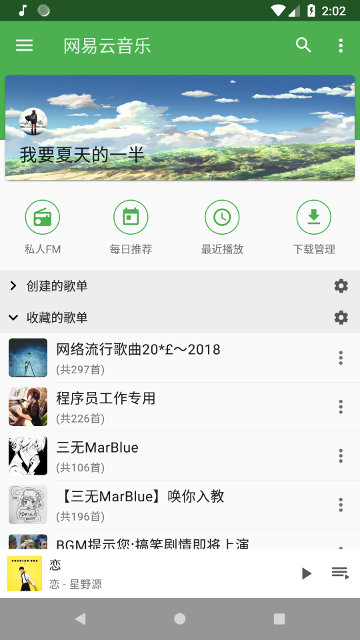 2:02
网易云音乐
我要夏天的一半
私人FM
每日推荐
最近播放
下载管理
创建的歌单
收藏的歌单
网络流行歌曲20*£～2018
(共297首)
程序员工作专用
(共226首)
三无MarBlue
(共106首)
【三无MarBlue】唤你入教
(共196首)
BGM提示您:搞笑剧情即将上演
恋
恋 - 星野源